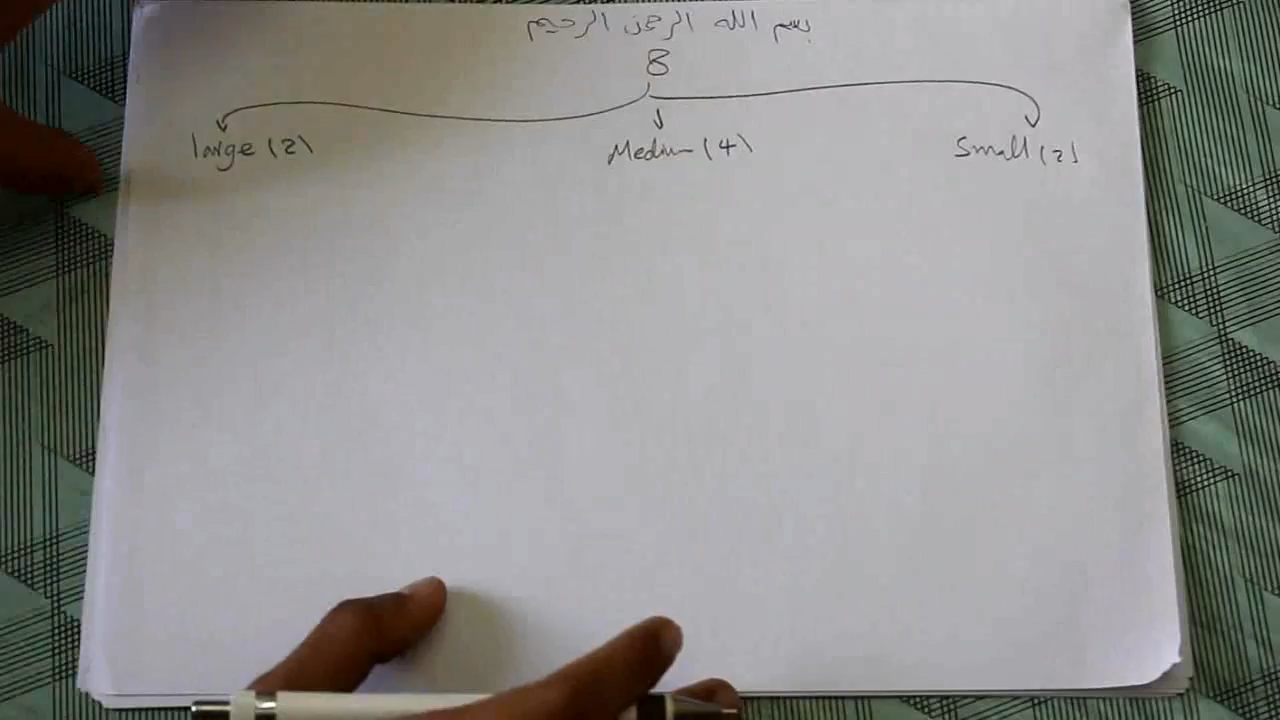 بسم الله الرحمن الرحيم
8
large (2)
Medium (4)
Small (2)